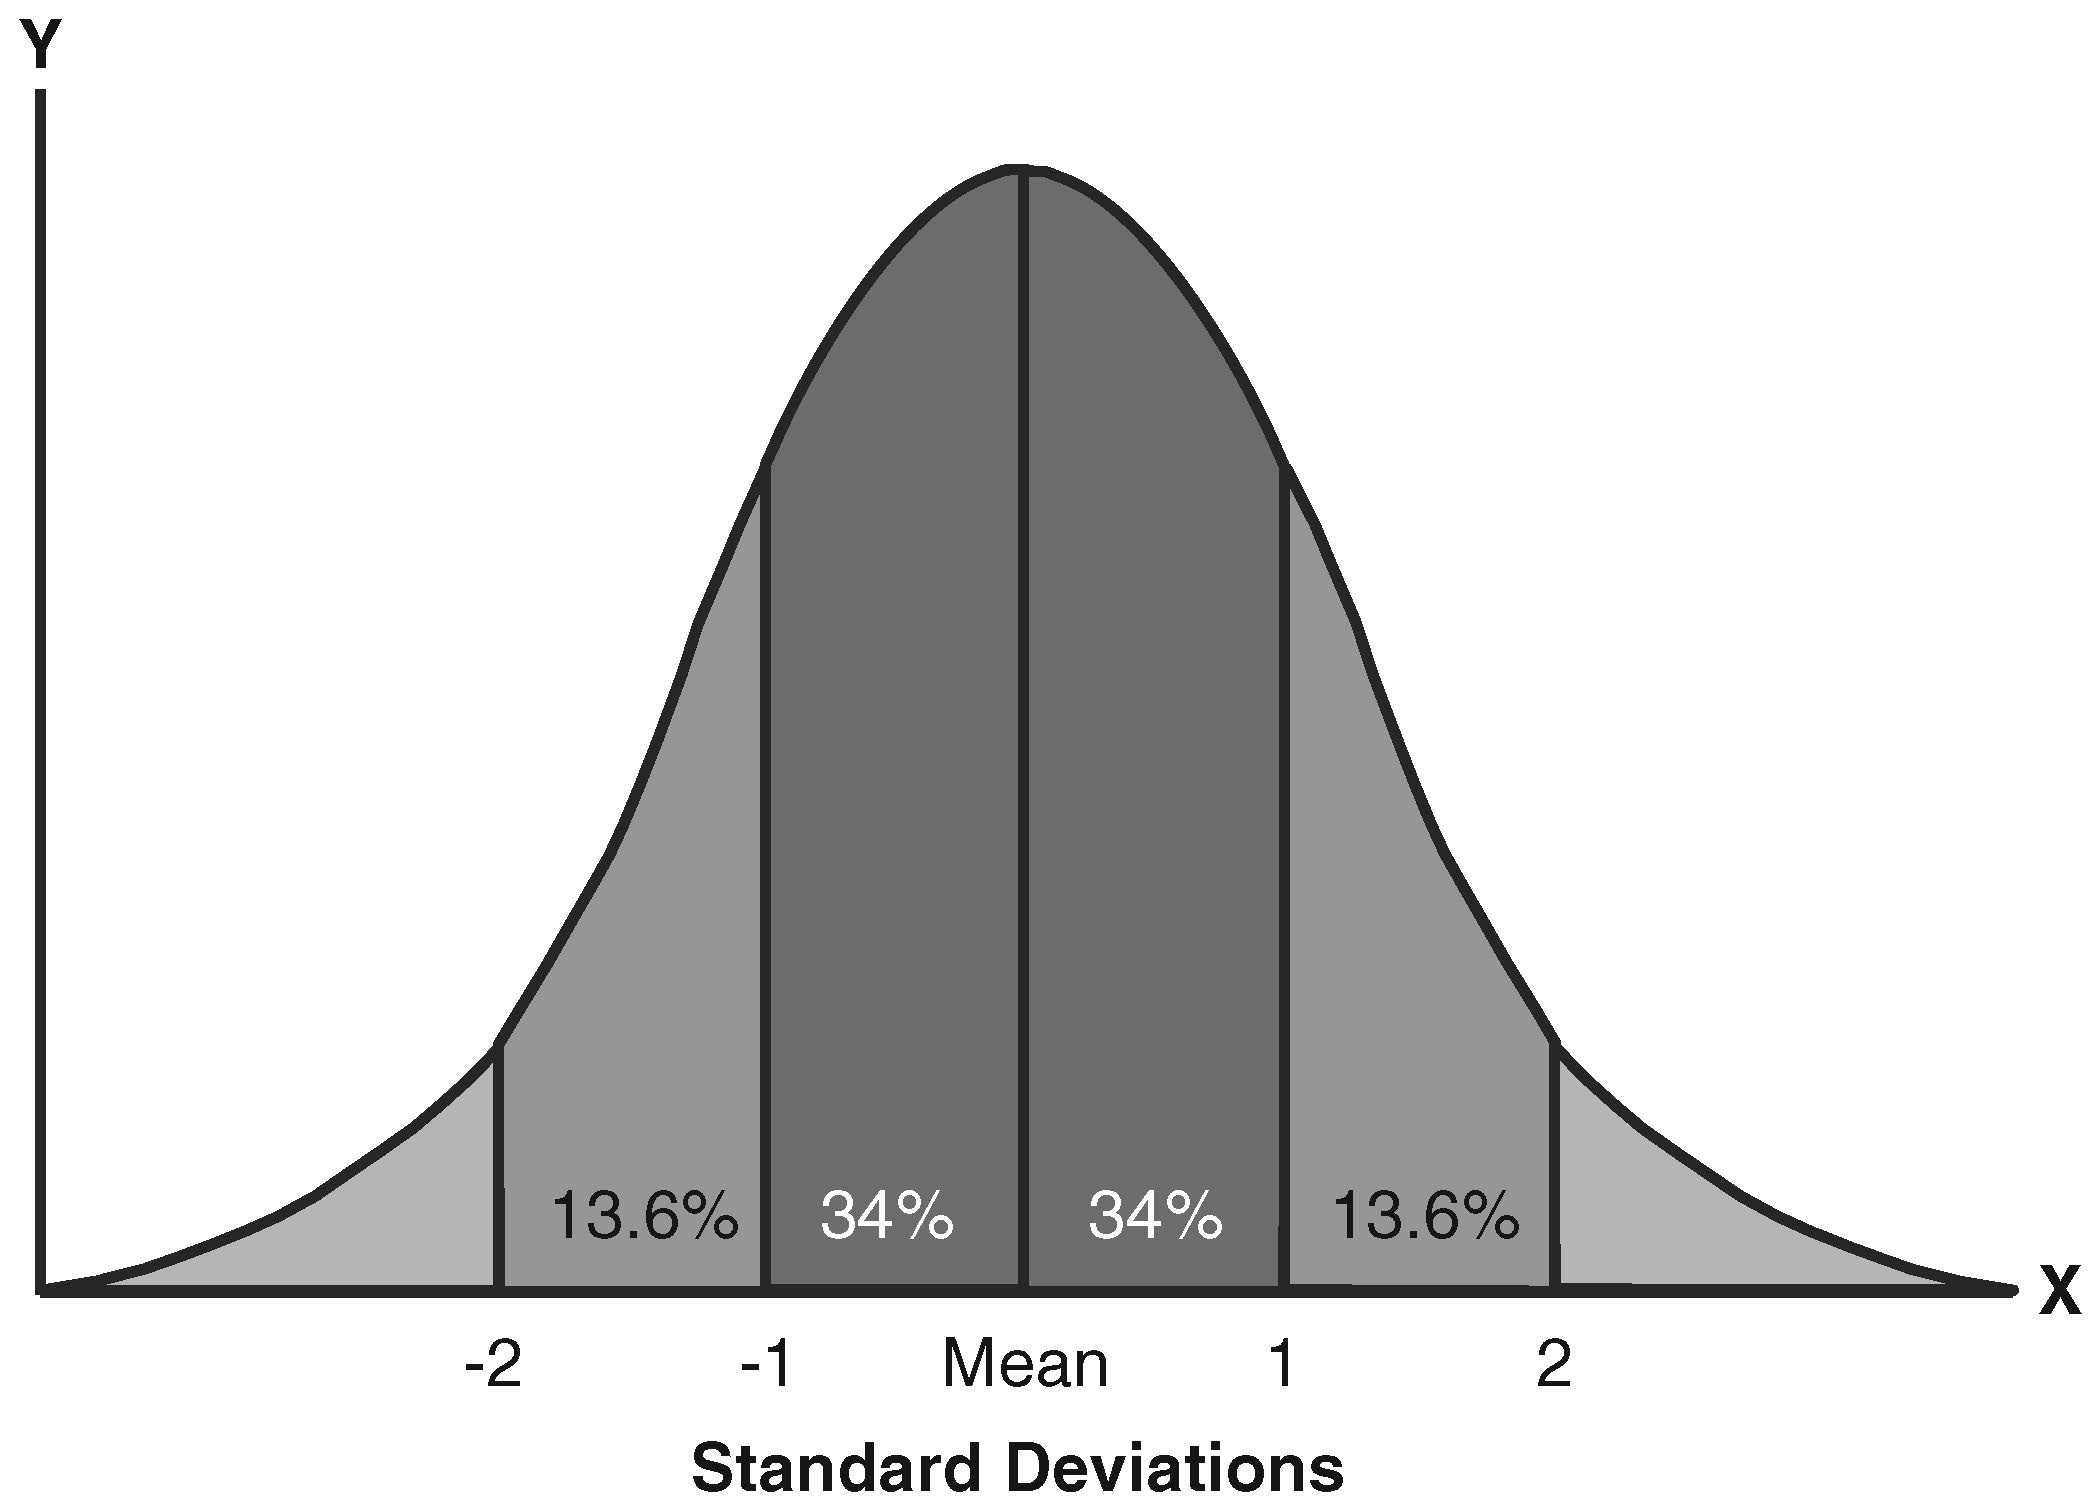 Y
13.6% 34% 34% 13.6%
X
-2 -1 Mean 1 2
Standard Deviations